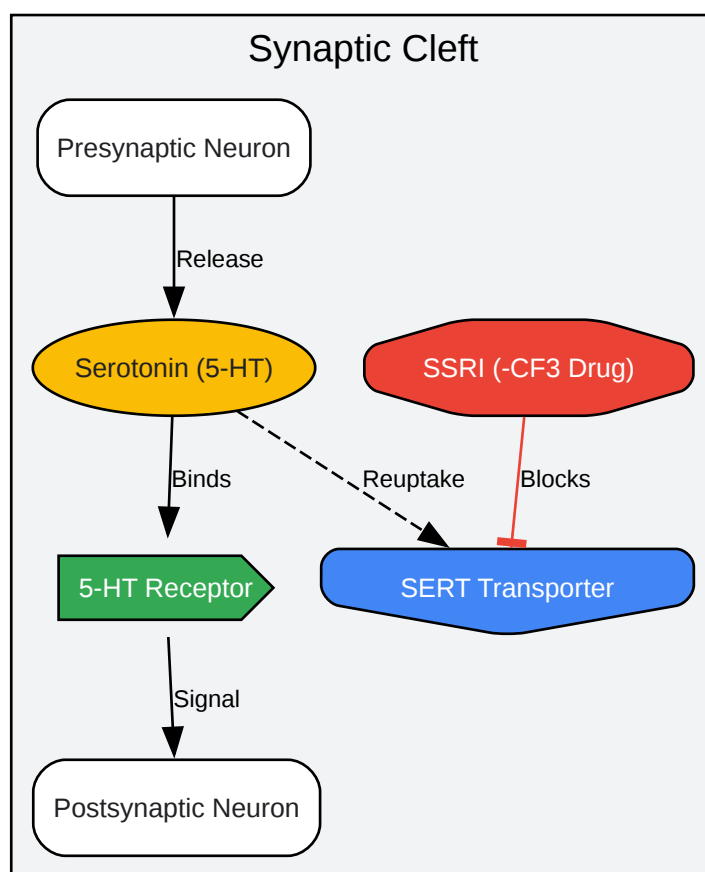 Synaptic Cleft
Presynaptic Neuron
Release
Serotonin (5-HT)
SSRI (-CF3 Drug)
Binds
Reuptake
Blocks
5-HT Receptor
SERT Transporter
Signal
Postsynaptic Neuron